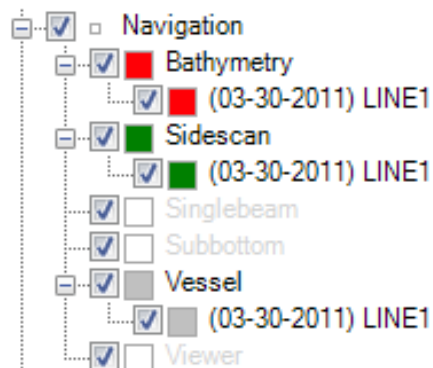 Navigation
Bathymetry
(03-30-2011) LINE1
Sidescan
(03-30-2011) LINE1
Singlebeam
Subbottom
Vessel
(03-30-2011) LINE1
Viewer